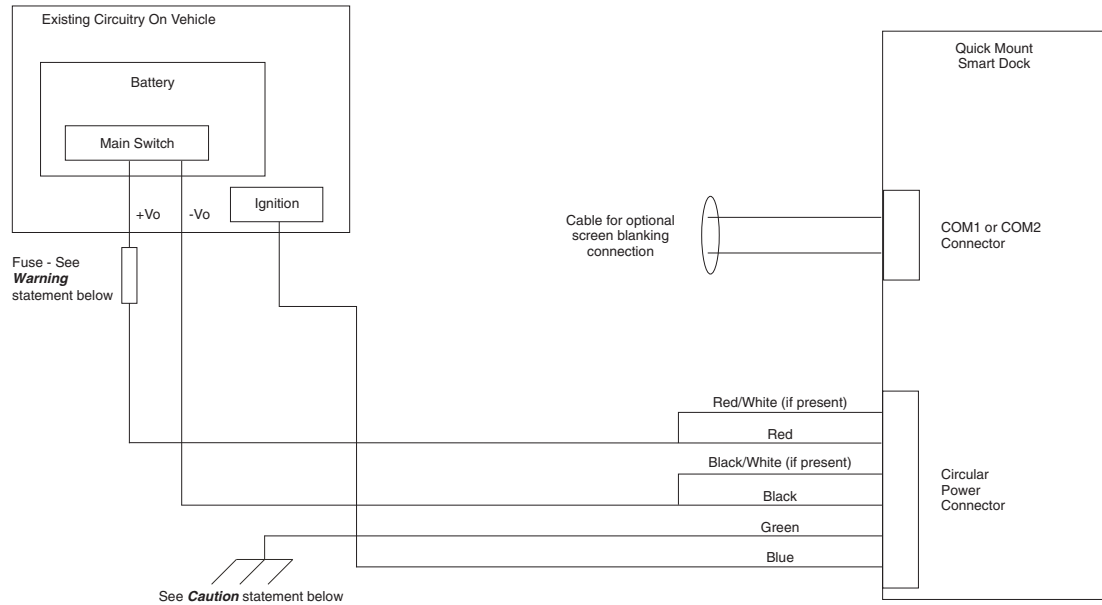 Existing Circuitry On Vehicle
Battery
Main Switch
+Vo
-Vo
Ignition
Fuse - See
Warning
statement below
Quick Mount
Smart Dock
Cable for optional
screen blanking
connection
COM1 or COM2
Connector
Red/White (if present)
Red
Black/White (if present)
Black
Green
Blue
Circular
Power
Connector
See Caution statement below